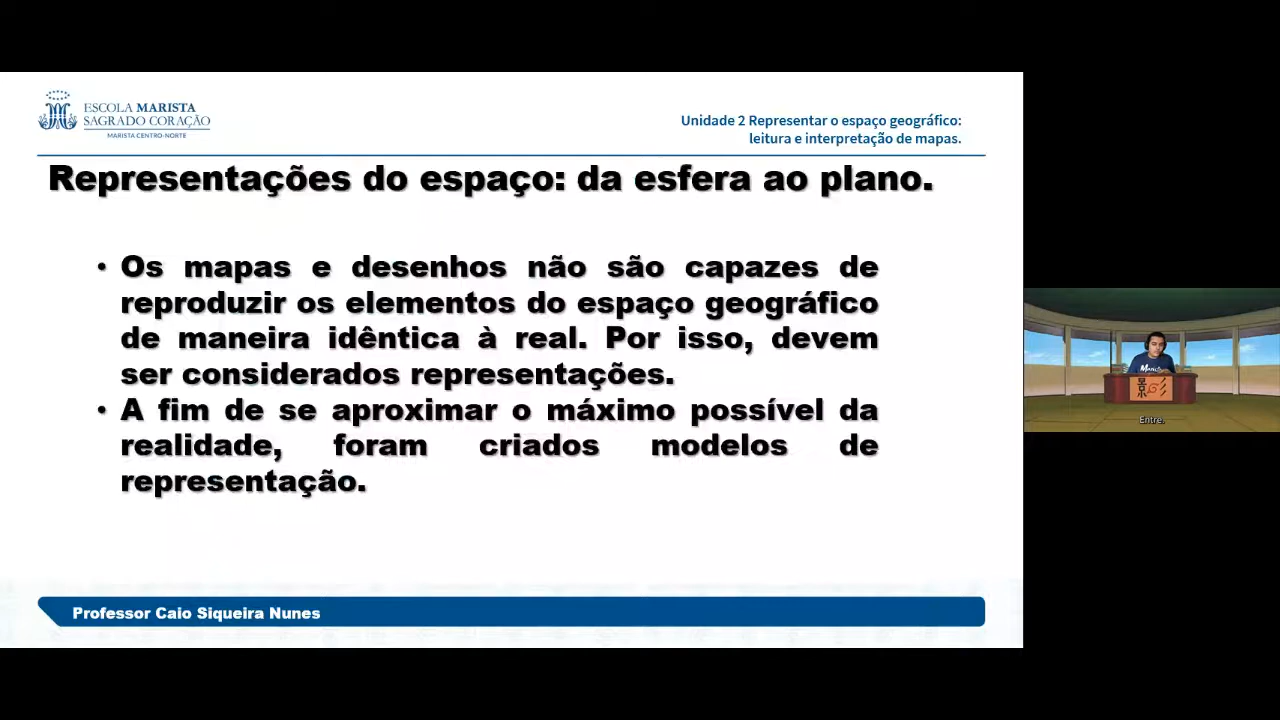 ESCOLA MARISTA
SAGRADO CORAÇÃO
MARISTA CENTRO-NORTE
Unidade 2 Representar o espaço geográfico:
leitura e interpretação de mapas.
Representações do espaço: da esfera ao plano.
• Os mapas e desenhos não são capazes de
reproduzir os elementos do espaço geográfico
de maneira idêntica à real. Por isso, devem
ser considerados representações.
• A fim de se aproximar o máximo possível da
realidade, foram criados modelos de
representação.
Entre.
Professor Caio Siqueira Nunes